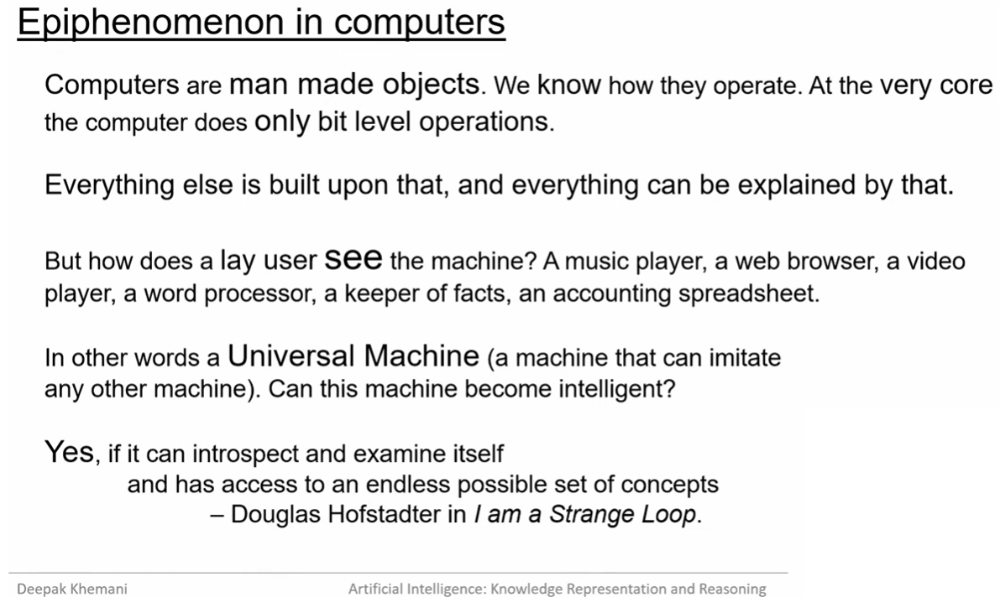 Epiphenomenon in computers
Computers are man made objects. We know how they operate. At the very core
the computer does only bit level operations.
Everything else is built upon that, and everything can be explained by that.
But how does a lay user see the machine? A music player, a web browser, a video
player, a word processor, a keeper of facts, an accounting spreadsheet.
In other words a Universal Machine (a machine that can imitate
any other machine). Can this machine become intelligent?
Yes, if it can introspect and examine itself
and has access to an endless possible set of concepts
– Douglas Hofstadter in I am a Strange Loop.
Deepak Khemani
Artificial Intelligence: Knowledge Representation and Reasoning